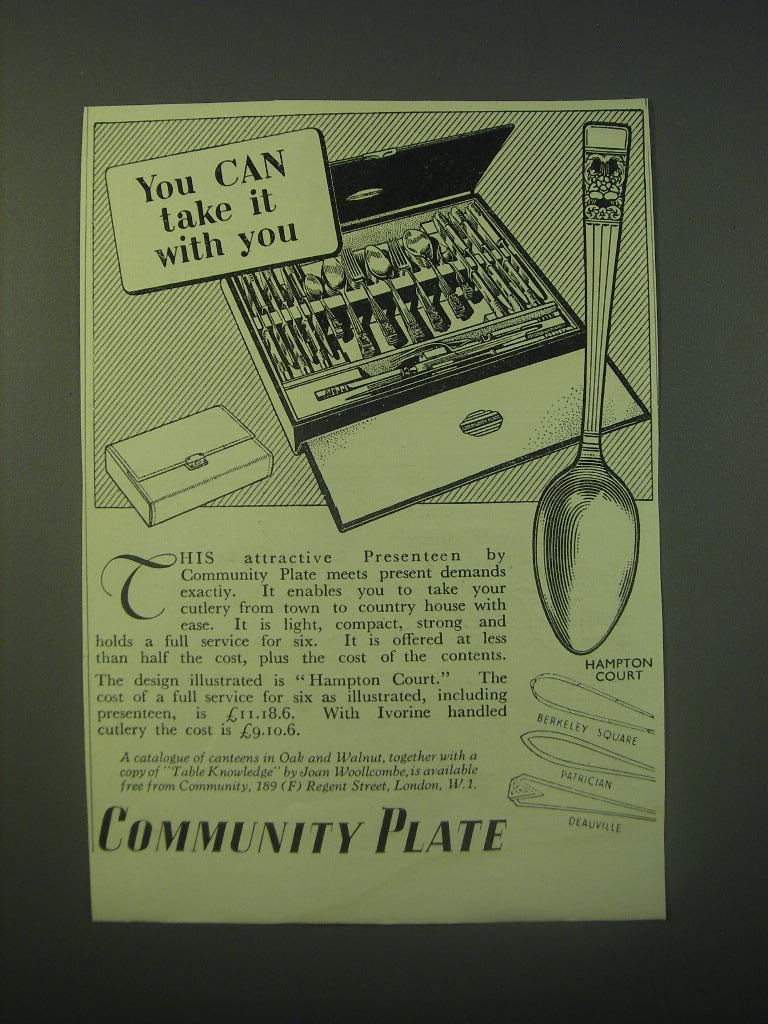 You CAN
take it
with you
COMMUNITY PLATE
THIS attractive Presenteen by
Community Plate meets present demands
exactly. It enables you to take your
cutlery from town to country house with
ease. It is light, compact, strong and
holds a full service for six. It is offered at less
than half the cost, plus the cost of the contents.
The design illustrated is "Hampton Court." The
cost of a full service for six as illustrated, including
presenteen, is £11.18.6. With Ivorine handled
cutlery the cost is £9.10.6.
A catalogue of canteens in Oak and Walnut, together with a
copy of "Table Knowledge" by Joan Woollcombe, is available
free from Community, 189 (F) Regent Street, London, W.1.
COMMUNITY PLATE
HAMPTON
COURT
BERKELEY SQUARE
PATRICIAN
DEAUVILLE